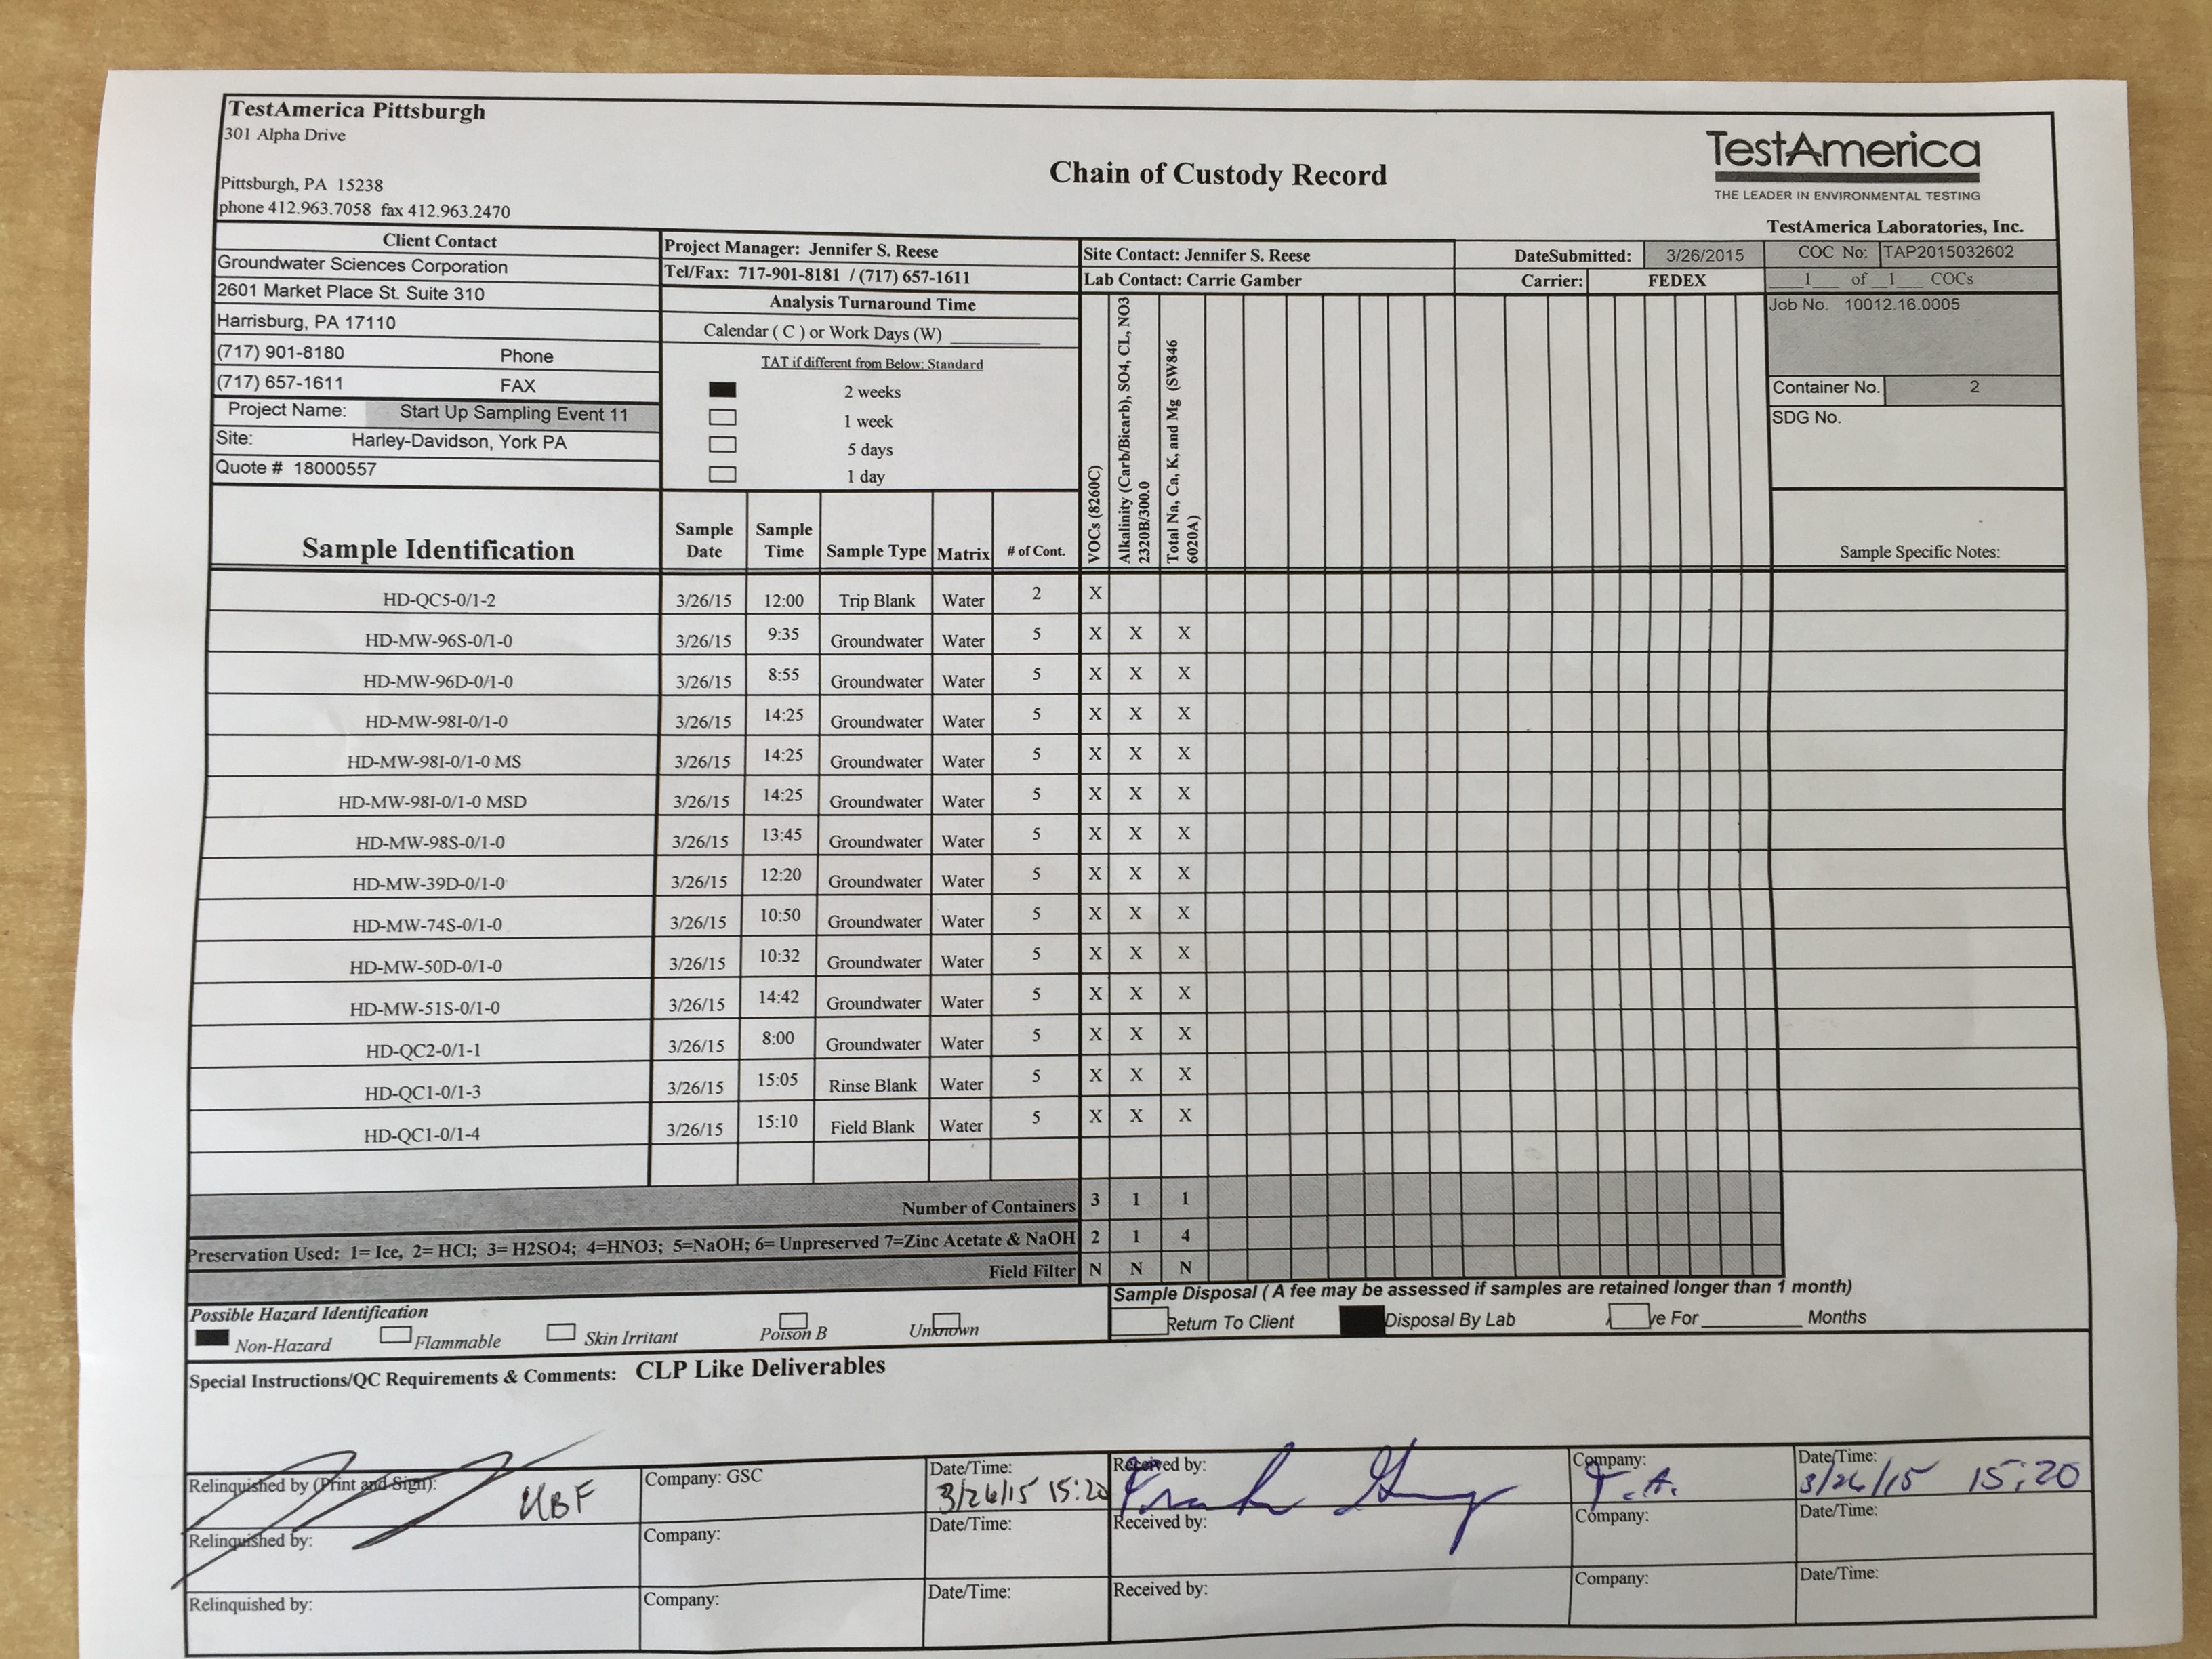 TestAmerica Pittsburgh
301 Alpha Drive
Pittsburgh, PA 15238
phone 412.963.7058 fax 412.963.2470
Chain of Custody Record
TestAmerica
THE LEADER IN ENVIRONMENTAL TESTING
TestAmerica Laboratories, Inc.
Client Contact
Groundwater Sciences Corporation
2601 Market Place St. Suite 310
Harrisburg, PA 17110
(717) 901-8180 Phone
(717) 657-1611 FAX
Project Name: Start Up Sampling Event 11
Site: Harley-Davidson, York PA
Quote # 18000557
Project Manager: Jennifer S. Reese
Tel/Fax: 717-901-8181 / (717) 657-1611
Analysis Turnaround Time
Calendar ( C ) or Work Days (W) ________
TAT if different from Below: Standard
2 weeks
1 week
5 days
1 day
Site Contact: Jennifer S. Reese
Lab Contact: Carrie Gamber
DateSubmitted: 3/26/2015
Carrier: FEDEX
COC No: TAP2015032602
1 of 1 COCs
Job No. 10012.16.0005
Container No. 2
SDG No.
Sample Identification Sample Date Sample Time Sample Type Matrix # of Cont.
VOCs (8260C)
Alkalinity (Carb/Bicarb), SO4, CL, NO3
2320B/300.0
Total Na, Ca, K, and Mg (SW846
6020A)
Sample Specific Notes:
HD-QC5-0/1-2 3/26/15 12:00 Trip Blank Water 2 X
HD-MW-96S-0/1-0 3/26/15 9:35 Groundwater Water 5 X X X
HD-MW-96D-0/1-0 3/26/15 8:55 Groundwater Water 5 X X X
HD-MW-98I-0/1-0 3/26/15 14:25 Groundwater Water 5 X X X
HD-MW-98I-0/1-0 MS 3/26/15 14:25 Groundwater Water 5 X X X
HD-MW-98I-0/1-0 MSD 3/26/15 14:25 Groundwater Water 5 X X X
HD-MW-98S-0/1-0 3/26/15 13:45 Groundwater Water 5 X X X
HD-MW-39D-0/1-0 3/26/15 12:20 Groundwater Water 5 X X X
HD-MW-74S-0/1-0 3/26/15 10:50 Groundwater Water 5 X X X
HD-MW-50D-0/1-0 3/26/15 10:32 Groundwater Water 5 X X X
HD-MW-51S-0/1-0 3/26/15 14:42 Groundwater Water 5 X X X
HD-QC2-0/1-1 3/26/15 8:00 Groundwater Water 5 X X X
HD-QC1-0/1-3 3/26/15 15:05 Rinse Blank Water 5 X X X
HD-QC1-0/1-4 3/26/15 15:10 Field Blank Water 5 X X X
Number of Containers 3 1 1
Preservation Used: 1= Ice, 2= HCl; 3= H2SO4; 4=HNO3; 5=NaOH; 6= Unpreserved 7=Zinc Acetate & NaOH 2 1 4
Field Filter N N N
Possible Hazard Identification
Non-Hazard Flammable Skin Irritant Poison B Unknown
Sample Disposal ( A fee may be assessed if samples are retained longer than 1 month)
Return To Client Disposal By Lab ve For ________ Months
Special Instructions/QC Requirements & Comments: CLP Like Deliverables
Relinquished by (Print and Sign): Company: GSC Date/Time: 3/26/15 15:20 Received by: Frank Company: T.A. Date/Time: 3/26/15 15:20
Relinquished by: Company: Date/Time: Received by: Company: Date/Time:
Relinquished by: Company: Date/Time: Received by: Company: Date/Time: